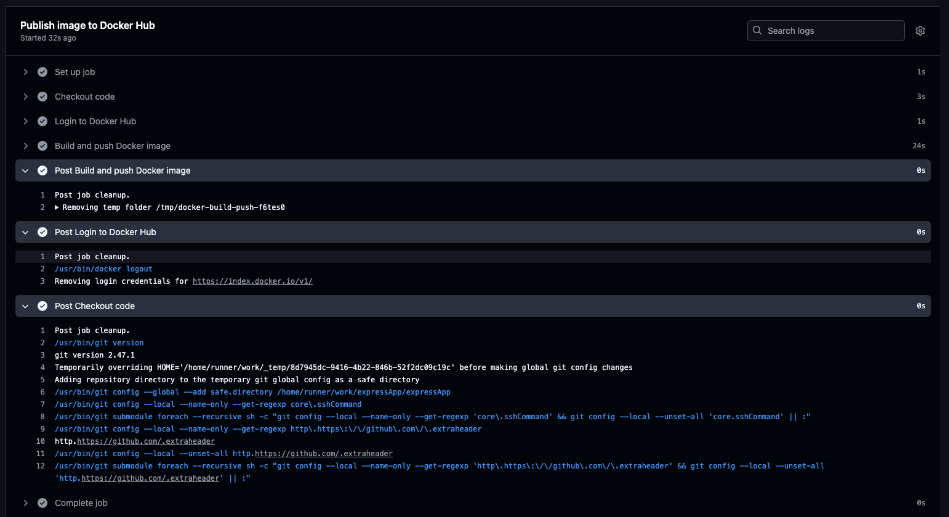 Publish image to Docker Hub
Started 32s ago
Search logs
Set up job 1s
Checkout code 3s
Login to Docker Hub 1s
Build and push Docker image 24s
Post Build and push Docker image 0s
1 Post job cleanup.
2 ▸ Removing temp folder /tmp/docker-build-push-f6tes0
Post Login to Docker Hub 0s
1 Post job cleanup.
2 /usr/bin/docker logout
3 Removing login credentials for https://index.docker.io/v1/
Post Checkout code 0s
1 Post job cleanup.
2 /usr/bin/git version
3 git version 2.47.1
4 Temporarily overriding HOME='/home/runner/work/_temp/8d7945dc-9416-4b22-846b-52f2dc09c19c' before making global git config changes
5 Adding repository directory to the temporary git global config as a safe directory
6 /usr/bin/git config --global --add safe.directory /home/runner/work/expressApp/expressApp
7 /usr/bin/git config --local --name-only --get-regexp core\.sshCommand
8 /usr/bin/git submodule foreach --recursive sh -c "git config --local --name-only --get-regexp 'core\.sshCommand' && git config --local --unset-all 'core.sshCommand' || :"
9 /usr/bin/git config --local --name-only --get-regexp http\.https\:\/\/github\.com\/\.extraheader
10 http.https://github.com/.extraheader
11 /usr/bin/git config --local --unset-all http.https://github.com/.extraheader
12 /usr/bin/git submodule foreach --recursive sh -c "git config --local --name-only --get-regexp 'http\.https\:\/\/github\.com\/\.extraheader' && git config --local --unset-all
'http.https://github.com/.extraheader' || :"
Complete job 0s